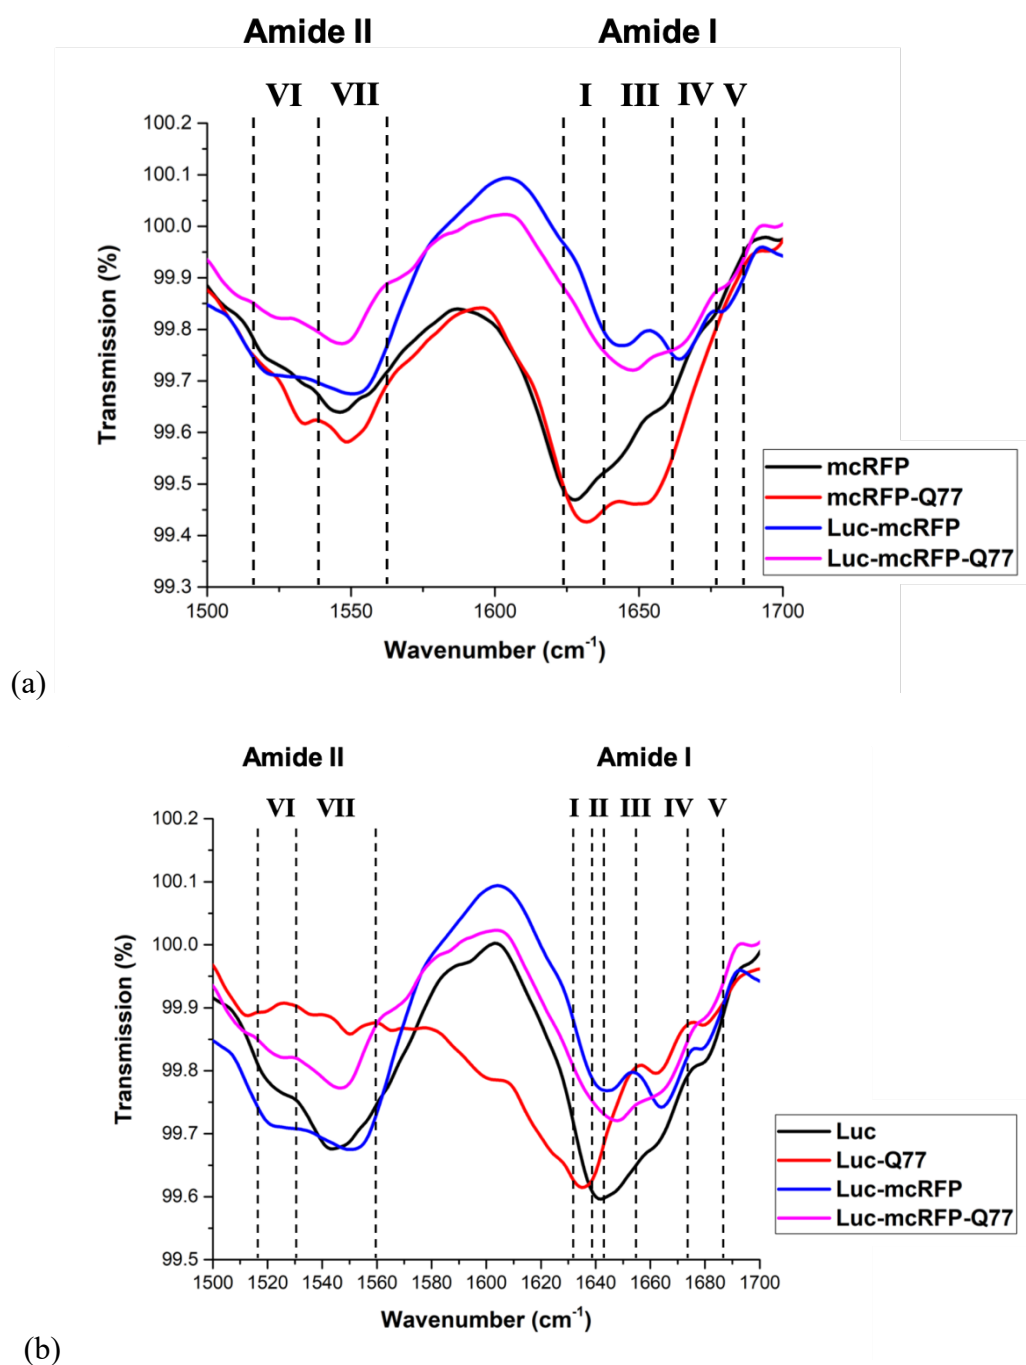 Amide II Amide I
VI VII I III IV V
100.2
100.1
100.0
99.9
99.8
99.7
99.6
99.5
99.4
99.3
Transmission (%)
1500 1550 1600 1650 1700
Wavenumber (cm⁻¹)
mcRFP
mcRFP-Q77
Luc-mcRFP
Luc-mcRFP-Q77
(a)
Amide II Amide I
VI VII I II III IV V
100.2
100.1
100.0
99.9
99.8
99.7
99.6
99.5
Transmission (%)
1500 1520 1540 1560 1580 1600 1620 1640 1660 1680 1700
Wavenumber (cm⁻¹)
Luc
Luc-Q77
Luc-mcRFP
Luc-mcRFP-Q77
(b)